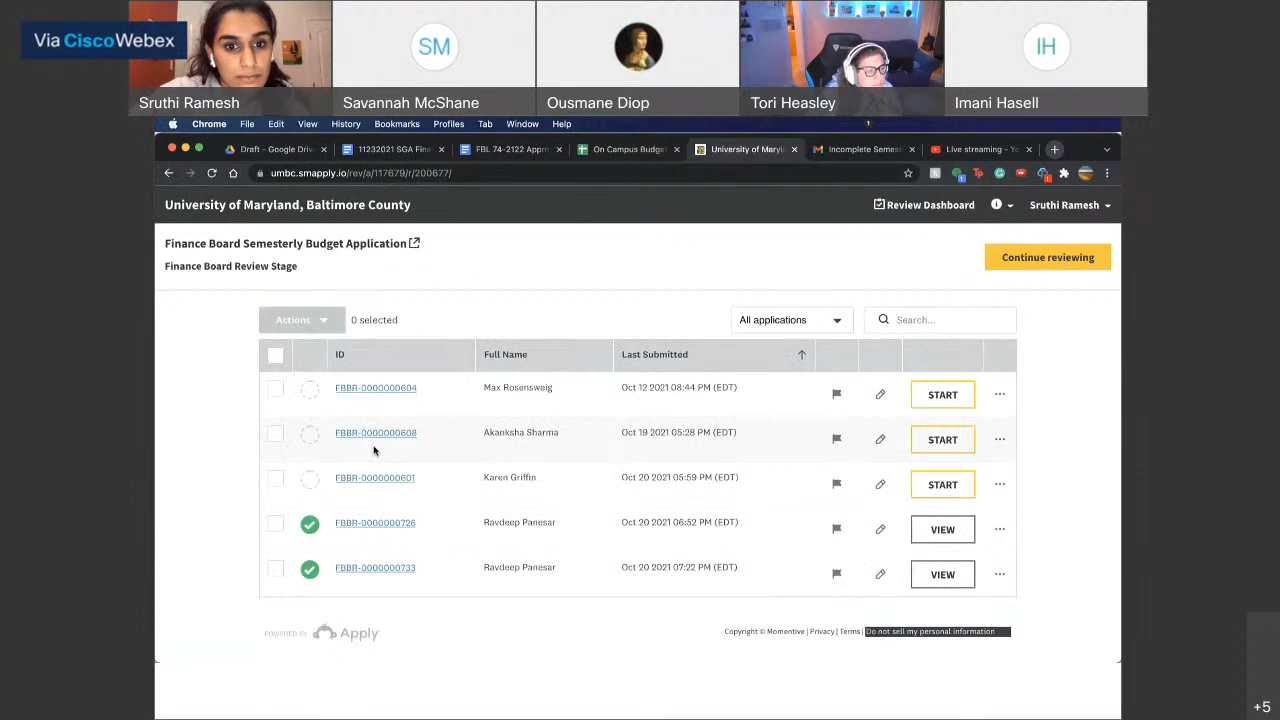 Via Cisco Webex
SM
IH
Sruthi Ramesh
Savannah McShane
Ousmane Diop
Tori Heasley
Imani Hasell
Chrome File Edit View History Bookmarks Profiles Tab Window Help
Draft - Google Driv
11232021 SGA Fina
FBL 74-2122 Appro
On Campus Budge
University of Maryl
Incomplete Semes
Live streaming - Yo
umbc.smapply.io/rev/a/117679/r/200677/
University of Maryland, Baltimore County
Review Dashboard
Sruthi Ramesh
Finance Board Semesterly Budget Application
Finance Board Review Stage
Continue reviewing
Actions
0 selected
All applications
Search...
ID Full Name Last Submitted
FBBR-0000000604 Max Rosensweig Oct 12 2021 08:44 PM (EDT) START
FBBR-0000000608 Akanksha Sharma Oct 19 2021 05:28 PM (EDT) START
FBBR-0000000601 Karen Griffin Oct 20 2021 05:59 PM (EDT) START
FBBR-0000000726 Ravdeep Panesar Oct 20 2021 06:52 PM (EDT) VIEW
FBBR-0000000733 Ravdeep Panesar Oct 20 2021 07:22 PM (EDT) VIEW
POWERED BY Apply
Copyright © Momentive | Privacy | Terms | Do not sell my personal information
+5